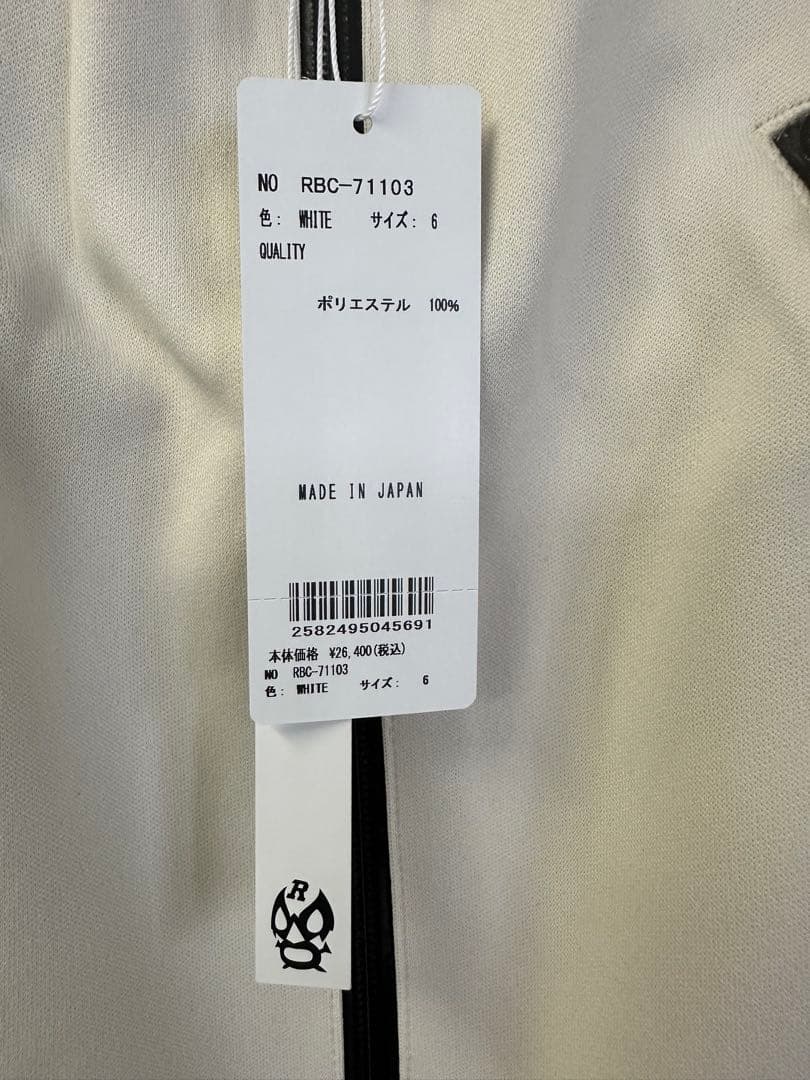 NO RBC-71103
色: WHITE サイズ: 6
QUALITY
ポリエステル 100%
MADE IN JAPAN
2582495045691
本体価格 ¥26,400(税込)
NO RBC-71103
色: WHITE サイズ: 6
R